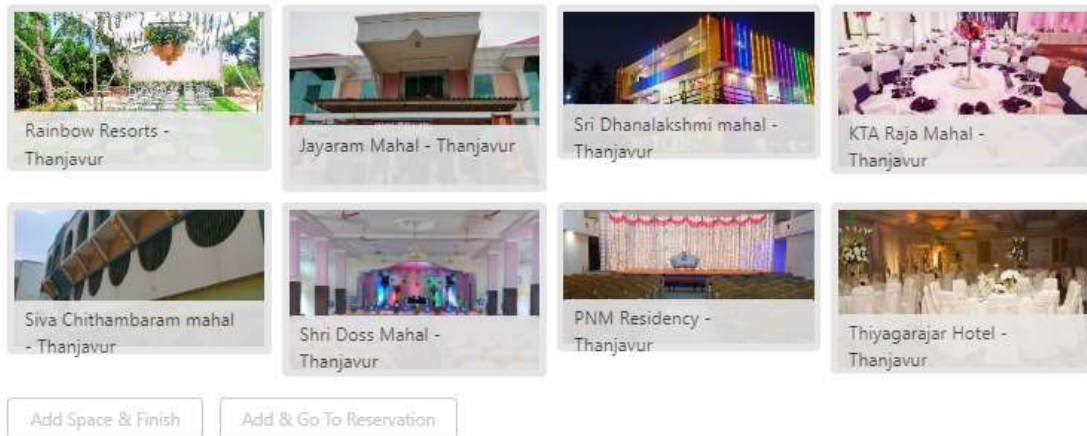 Rainbow Resorts -
Thanjavur
Jayaram Mahal - Thanjavur
Sri Dhanalakshmi mahal -
Thanjavur
KTA Raja Mahal -
Thanjavur
Siva Chithambaram mahal
- Thanjavur
Shri Doss Mahal -
Thanjavur
PNM Residency -
Thanjavur
Thiyagarajar Hotel -
Thanjavur
Add Space & Finish
Add & Go To Reservation